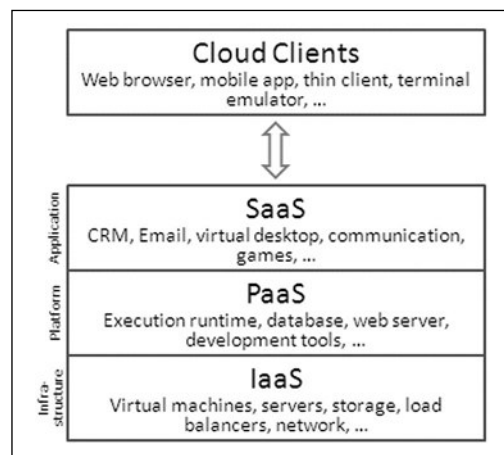 Cloud Clients
Web browser, mobile app, thin client, terminal
emulator, ...
Application
SaaS
CRM, Email, virtual desktop, communication,
games, ...
Platform
PaaS
Execution runtime, database, web server,
development tools, ...
Infra-
structure
IaaS
Virtual machines, servers, storage, load
balancers, network, ...